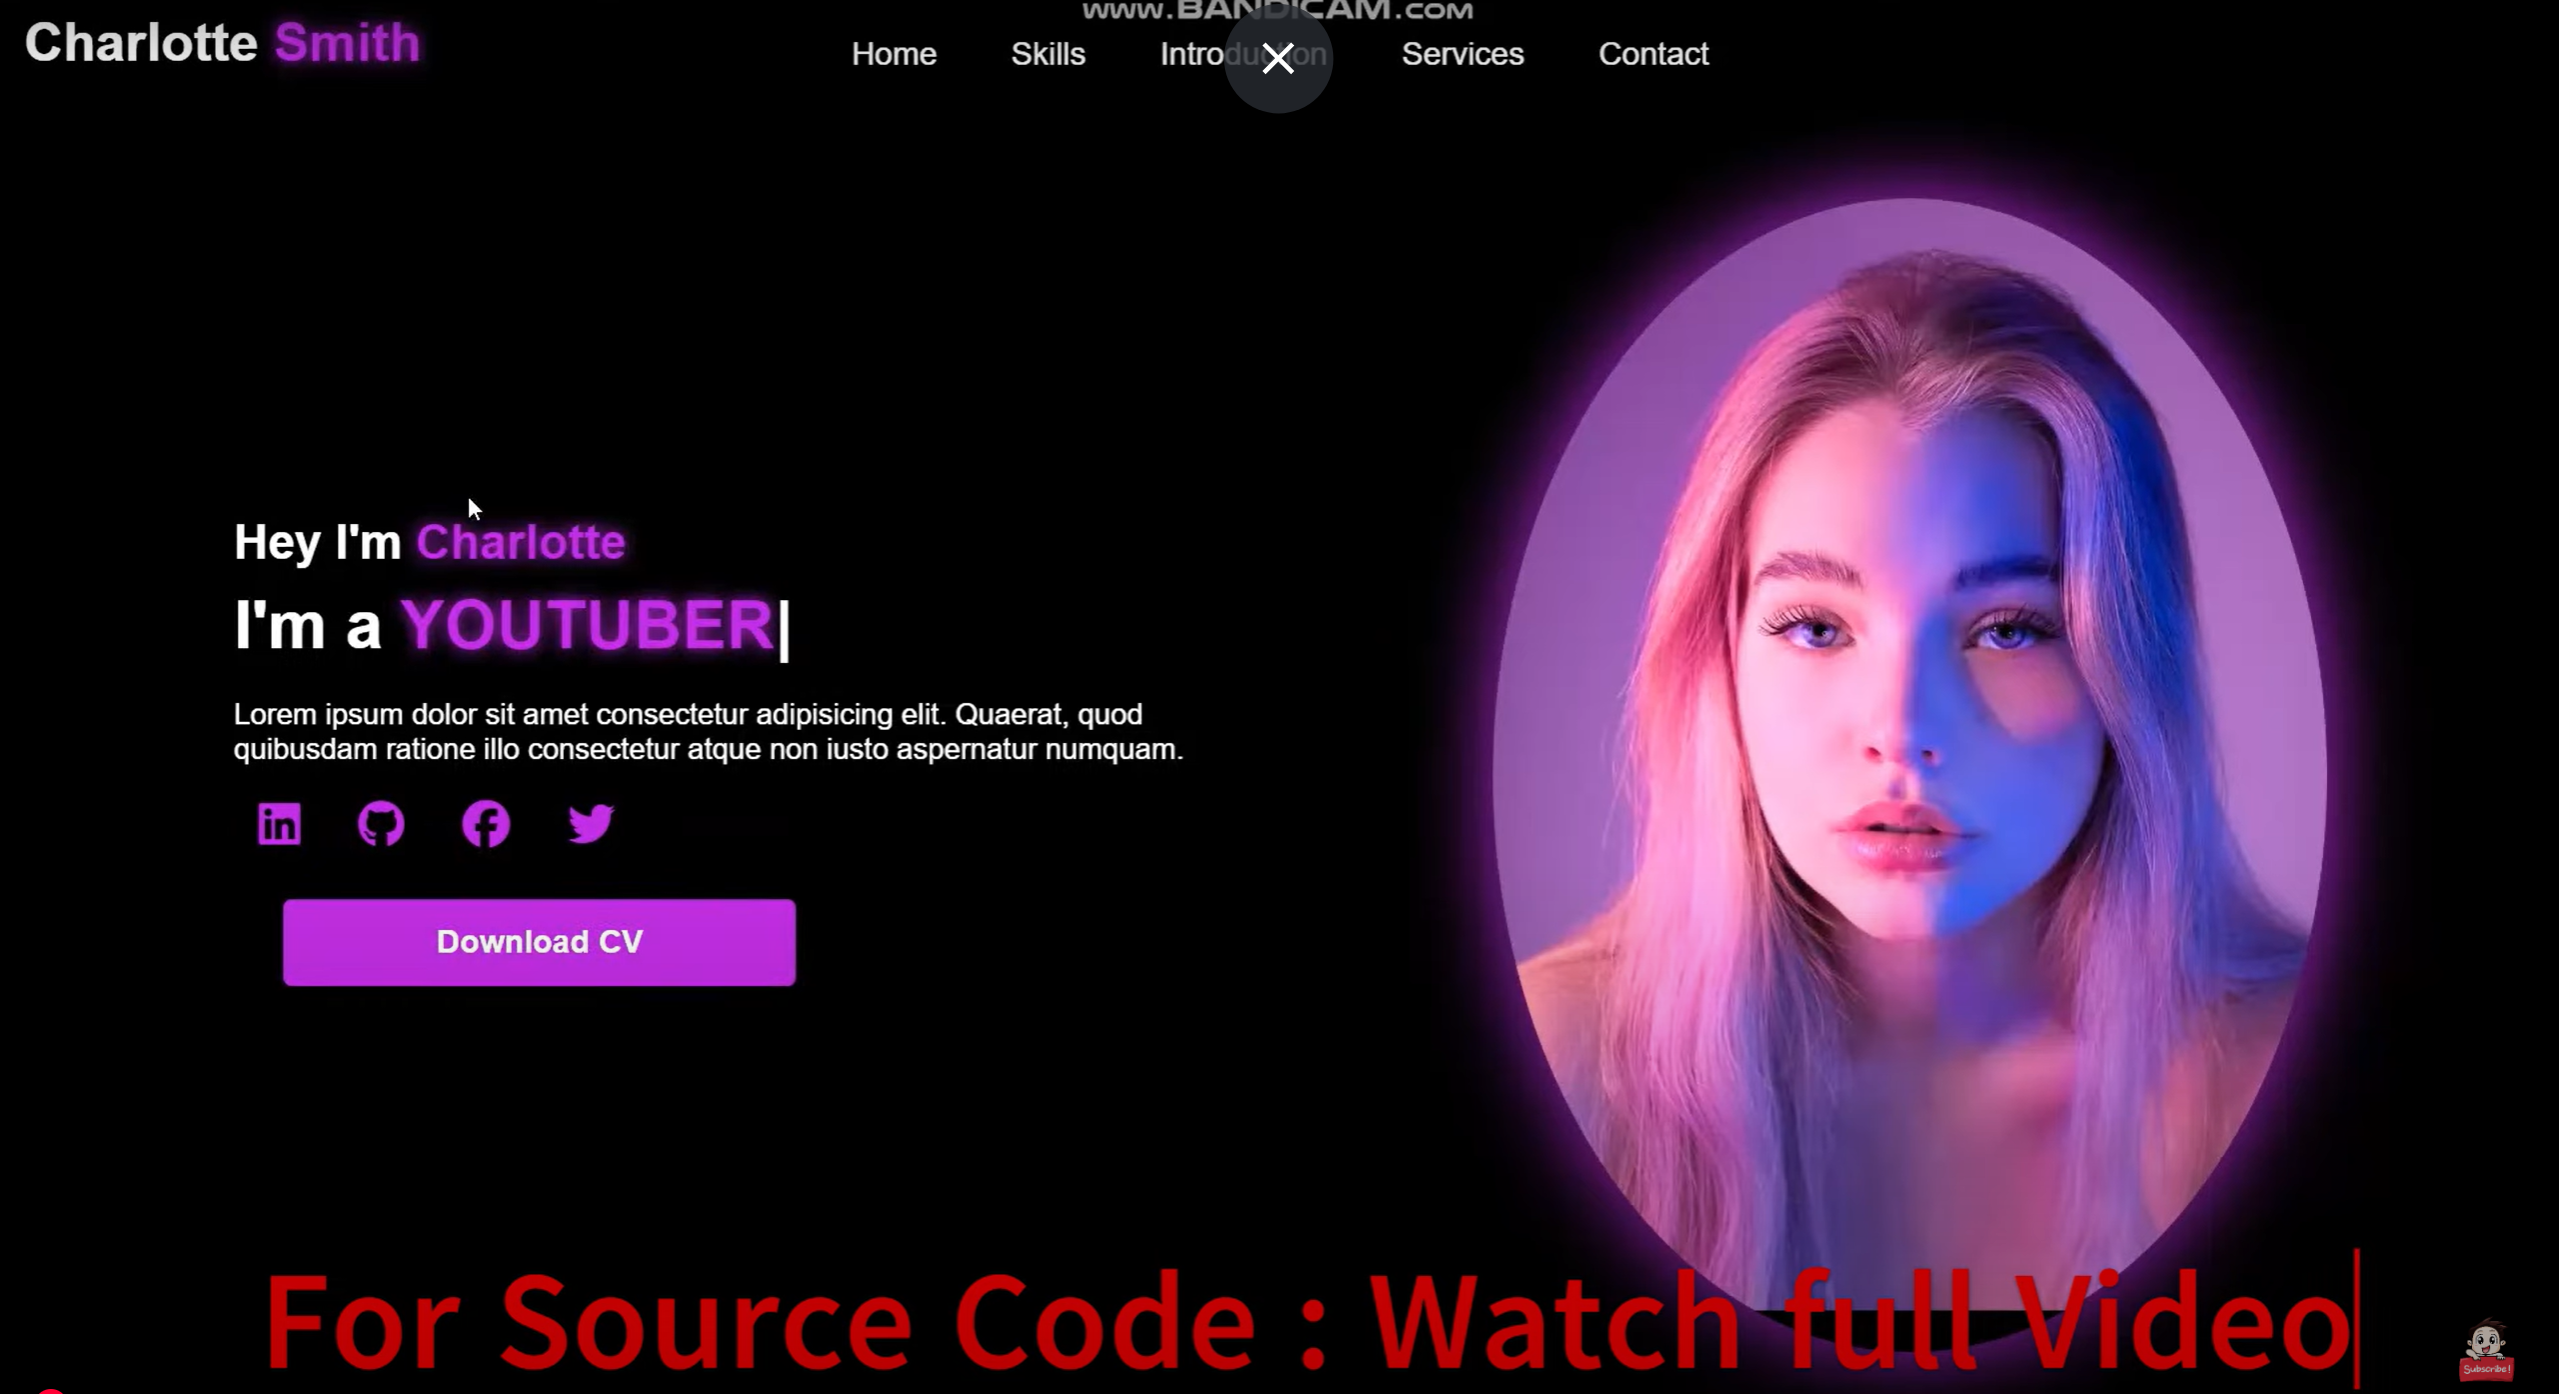 www.BANDICAM.com
Charlotte Smith
Home Skills Introduction Services Contact
Hey I'm Charlotte
I'm a YOUTUBER|
Lorem ipsum dolor sit amet consectetur adipisicing elit. Quaerat, quod
quibusdam ratione illo consectetur atque non iusto aspernatur numquam.
in
Download CV
For Source Code : Watch full Video
Subscribe!